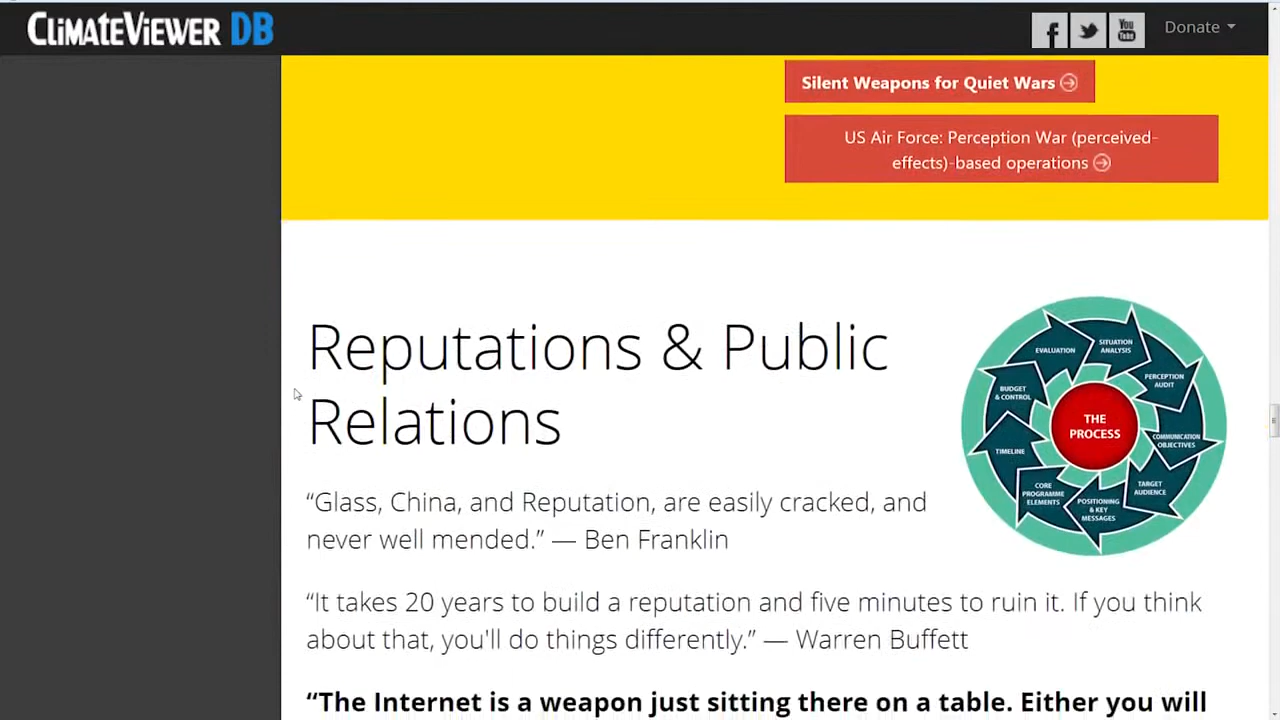 CLiMATEViEWER DB
f
You
Tube
Donate
Silent Weapons for Quiet Wars
US Air Force: Perception War (perceived-
effects)-based operations
Reputations & Public
Relations
EVALUATION
SITUATION
ANALYSIS
PERCEPTION
AUDIT
COMMUNICATION
OBJECTIVES
TARGET
AUDIENCE
POSITIONING
& KEY
MESSAGES
CORE
PROGRAMME
ELEMENTS
TIMELINE
BUDGET
& CONTROL
THE
PROCESS
“Glass, China, and Reputation, are easily cracked, and
never well mended.” — Ben Franklin
“It takes 20 years to build a reputation and five minutes to ruin it. If you think
about that, you'll do things differently.” — Warren Buffett
“The Internet is a weapon just sitting there on a table. Either you will